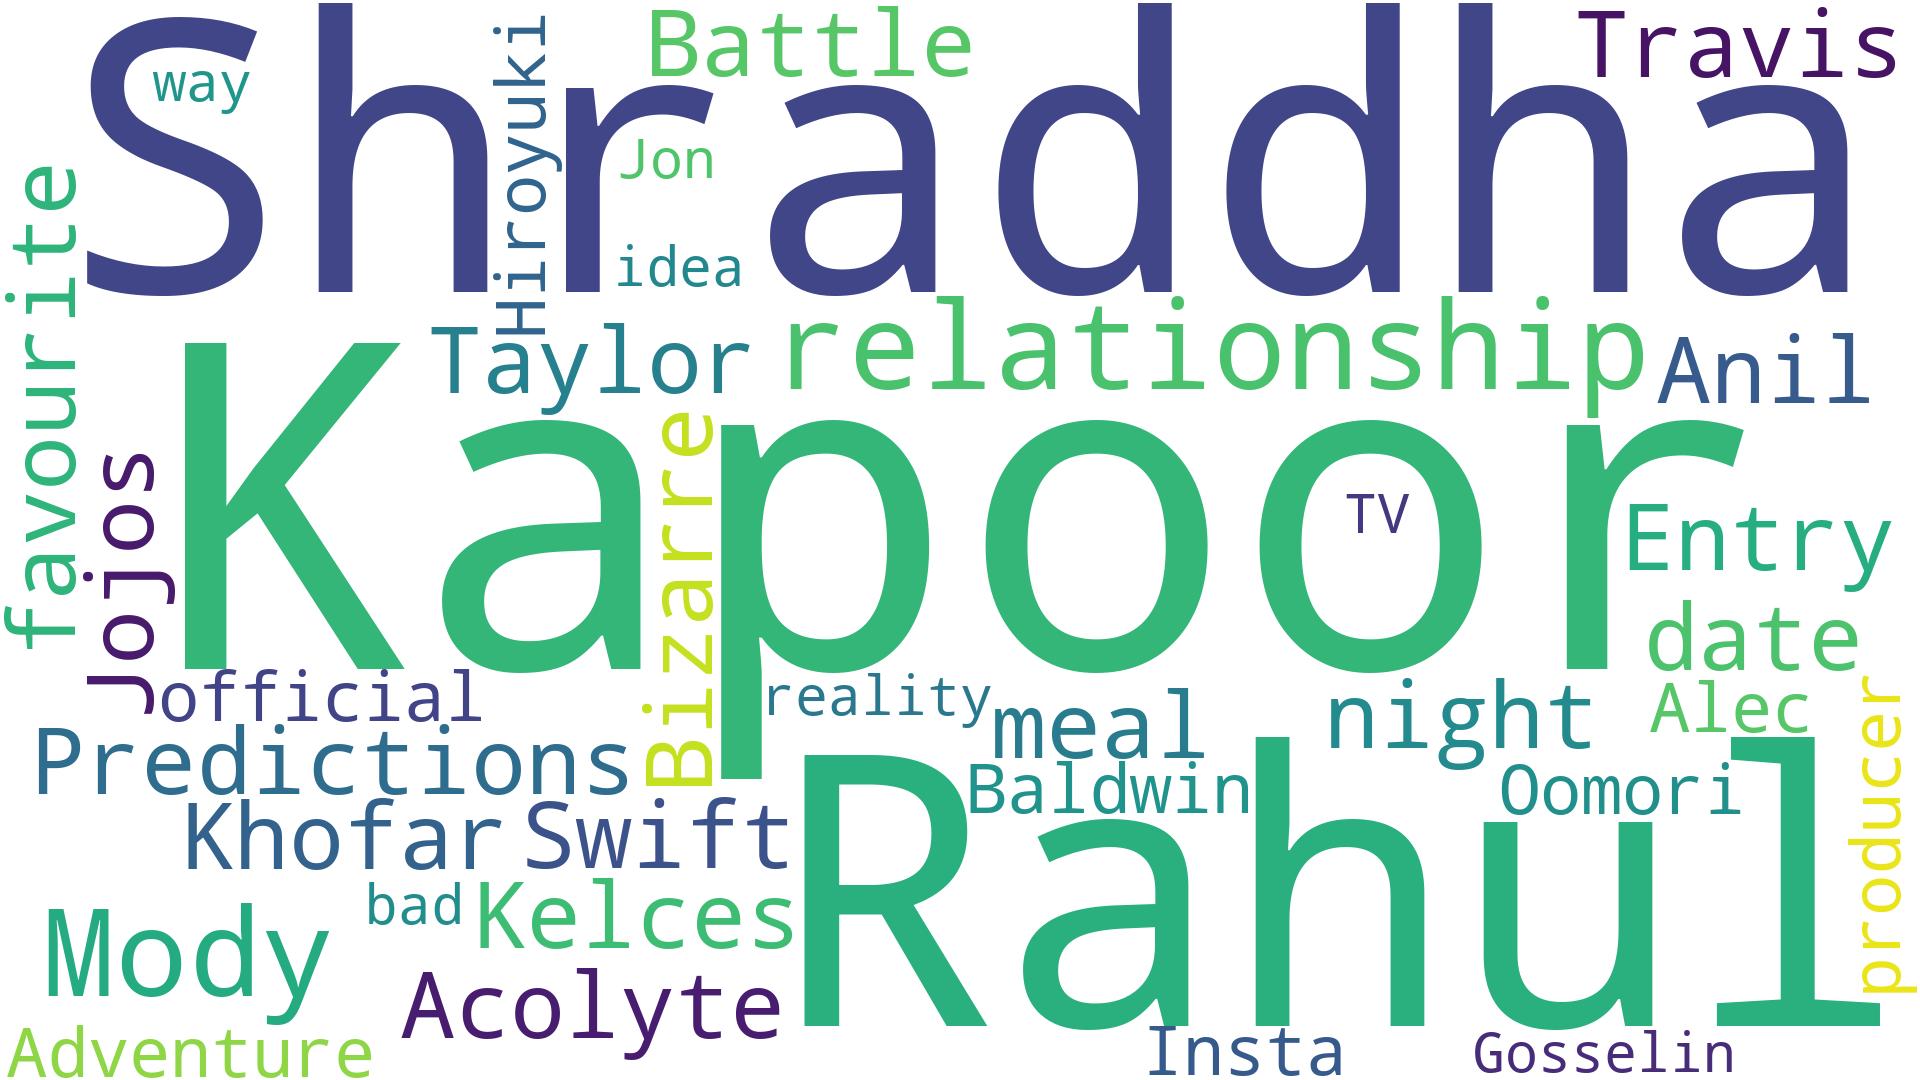 Shraddha
way
Hiroyuki
Battle
Jon
idea
Travis
favourite
Taylor
relationship
Anil
Kapoor
Jojos
Bizarre
TV
Entry
date
official
reality
meal
night
Alec
producer
Predictions
Baldwin
Oomori
Rahul
Khofar
Swift
bad
Kelces
Mody
Acolyte
Adventure
Insta
Gosselin